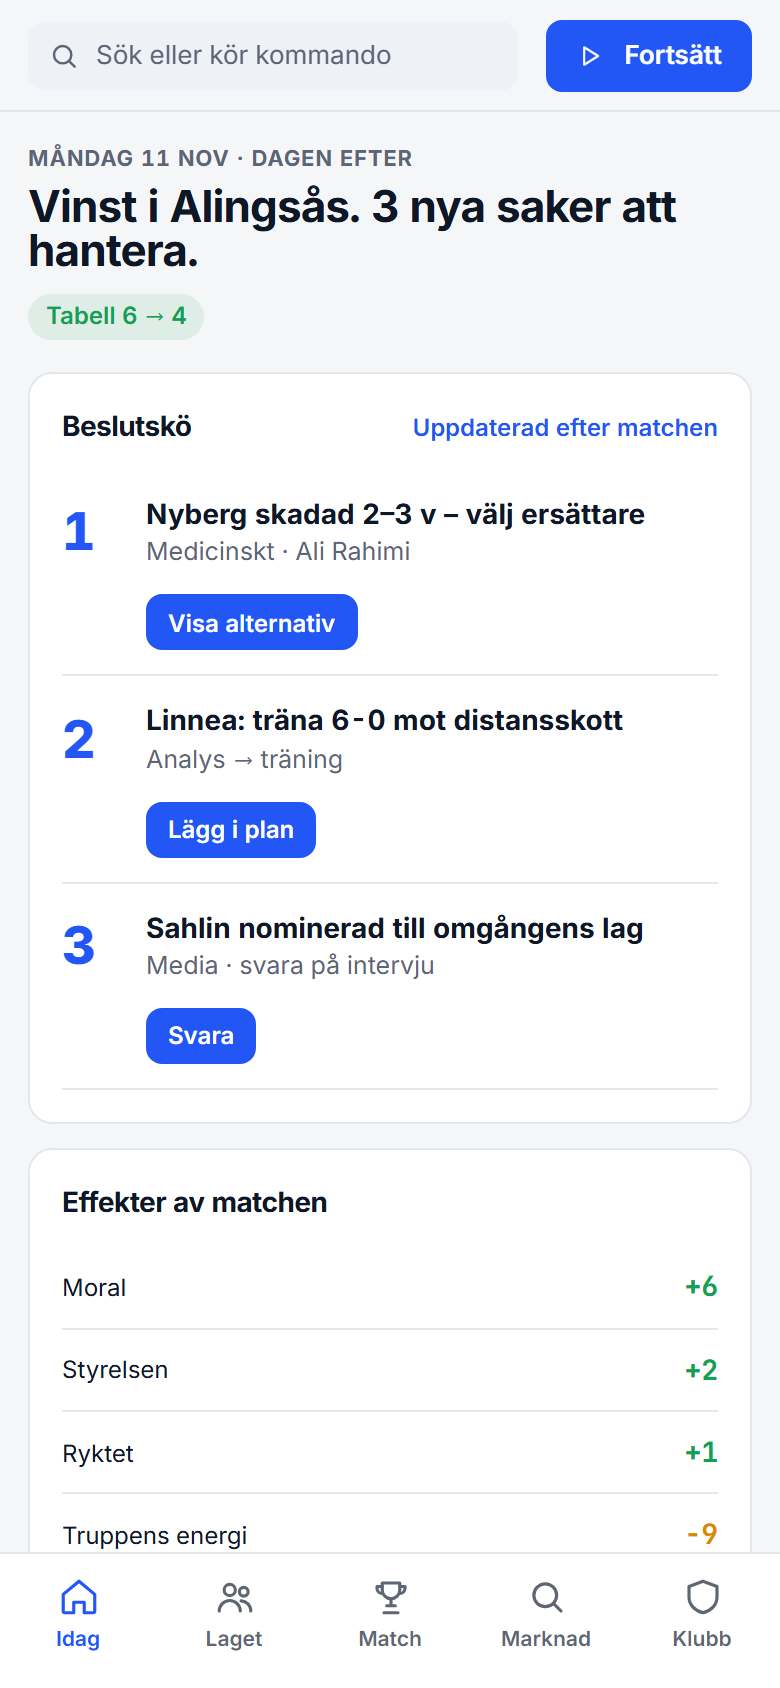 Sök eller kör kommando
Fortsätt
MÅNDAG 11 NOV · DAGEN EFTER
Vinst i Alingsås. 3 nya saker att
hantera.
Tabell 6 → 4
Beslutskö
Uppdaterad efter matchen
1
Nyberg skadad 2–3 v – välj ersättare
Medicinskt · Ali Rahimi
Visa alternativ
2
Linnea: träna 6-0 mot distansskott
Analys → träning
Lägg i plan
3
Sahlin nominerad till omgångens lag
Media · svara på intervju
Svara
Effekter av matchen
Moral
+6
Styrelsen
+2
Ryktet
+1
Truppens energi
-9
Idag
Laget
Match
Marknad
Klubb